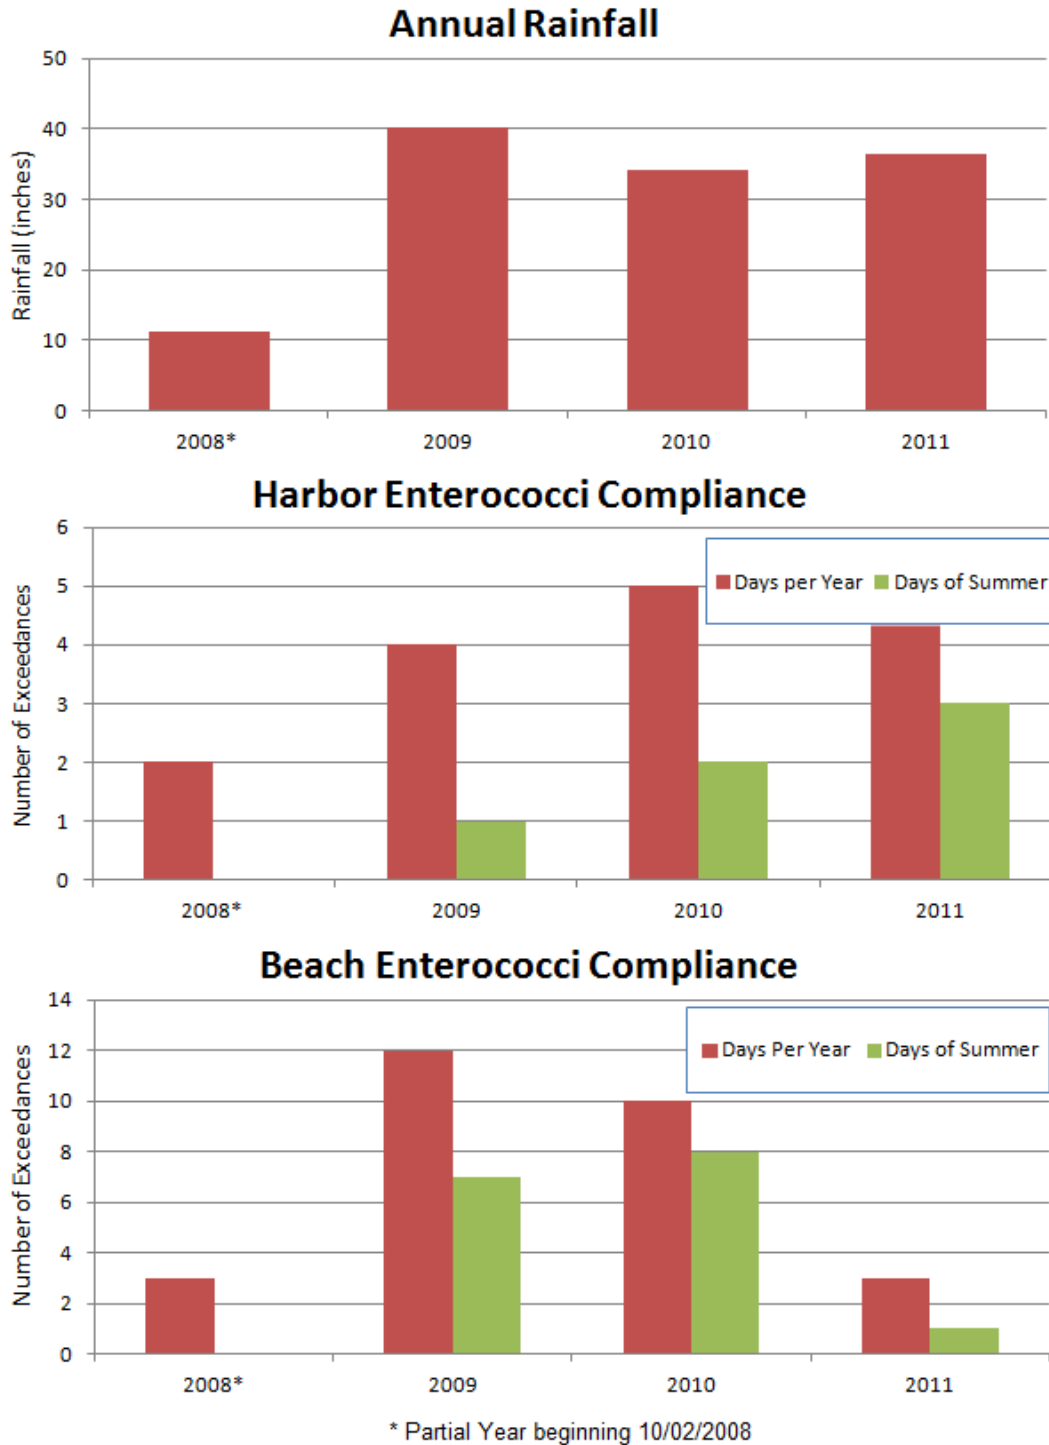 Annual Rainfall
Rainfall (inches)
50
40
30
20
10
0
2008* 2009 2010 2011
Harbor Enterococci Compliance
Number of Exceedances
6
5
4
3
2
1
0
Days per Year Days of Summer
2008* 2009 2010 2011
Beach Enterococci Compliance
Number of Exceedances
14
12
10
8
6
4
2
0
Days Per Year Days of Summer
2008* 2009 2010 2011
* Partial Year beginning 10/02/2008